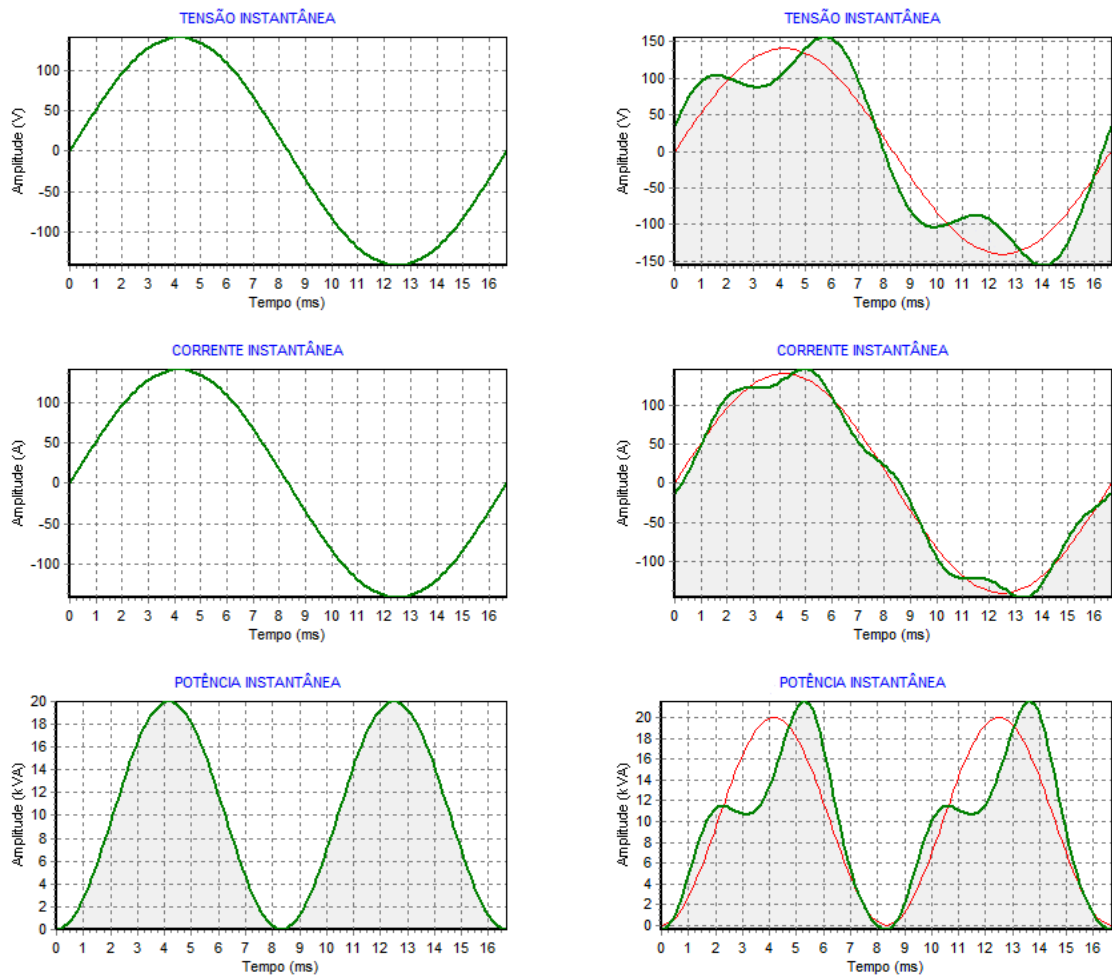 TENSÃO INSTANTÂNEA
Amplitude (V)
100
50
0
-50
-100
0 1 2 3 4 5 6 7 8 9 10 11 12 13 14 15 16
Tempo (ms)
TENSÃO INSTANTÂNEA
Amplitude (V)
150
100
50
0
-50
-100
-150
0 1 2 3 4 5 6 7 8 9 10 11 12 13 14 15 16
Tempo (ms)
CORRENTE INSTANTÂNEA
Amplitude (A)
100
50
0
-50
-100
0 1 2 3 4 5 6 7 8 9 10 11 12 13 14 15 16
Tempo (ms)
CORRENTE INSTANTÂNEA
Amplitude (A)
100
50
0
-50
-100
0 1 2 3 4 5 6 7 8 9 10 11 12 13 14 15 16
Tempo (ms)
POTÊNCIA INSTANTÂNEA
Amplitude (kVA)
20
18
16
14
12
10
8
6
4
2
0
0 1 2 3 4 5 6 7 8 9 10 11 12 13 14 15 16
Tempo (ms)
POTÊNCIA INSTANTÂNEA
Amplitude (kVA)
20
18
16
14
12
10
8
6
4
2
0
0 1 2 3 4 5 6 7 8 9 10 11 12 13 14 15 16
Tempo (ms)